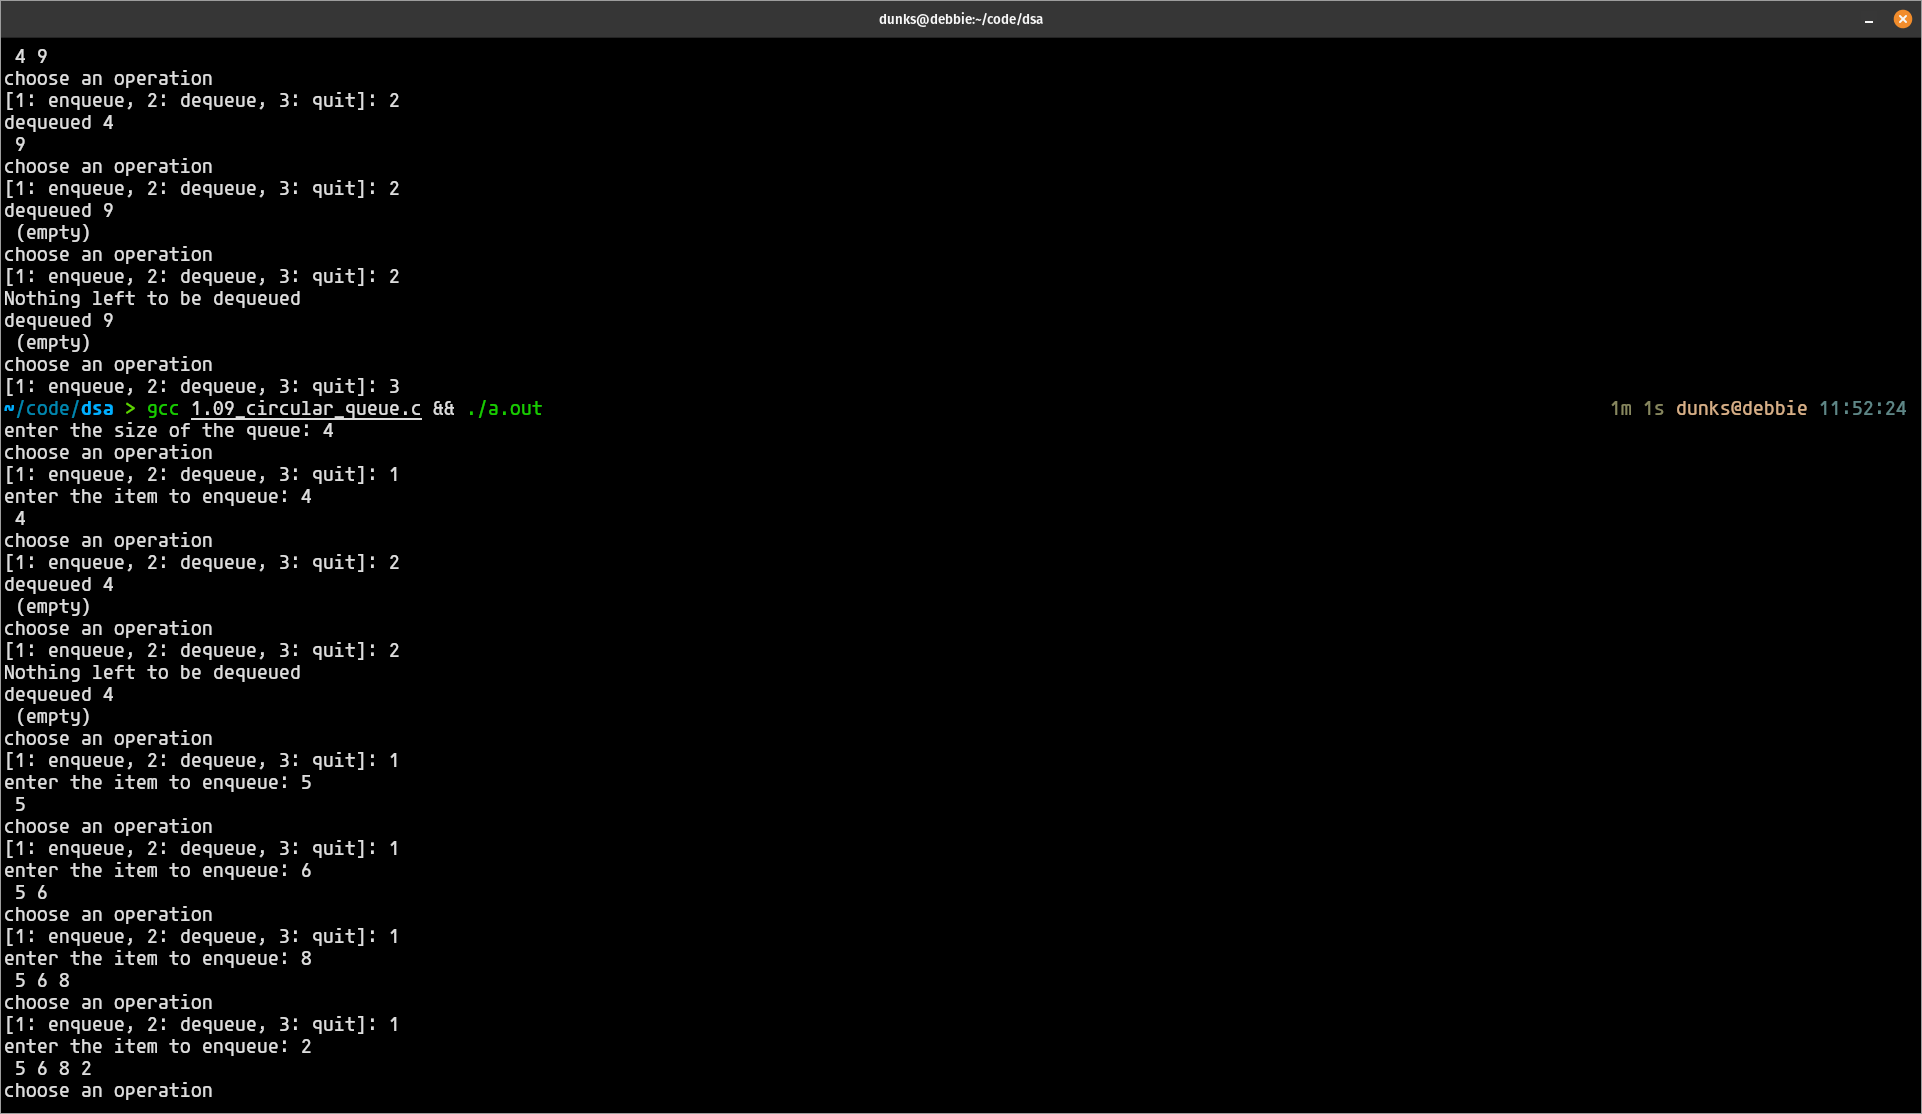 dunks@debbie:~/code/dsa
 4 9
choose an operation
[1: enqueue, 2: dequeue, 3: quit]: 2
dequeued 4
 9
choose an operation
[1: enqueue, 2: dequeue, 3: quit]: 2
dequeued 9
 (empty)
choose an operation
[1: enqueue, 2: dequeue, 3: quit]: 2
Nothing left to be dequeued
dequeued 9
 (empty)
choose an operation
[1: enqueue, 2: dequeue, 3: quit]: 3
~/code/dsa > gcc 1.09_circular_queue.c && ./a.out 1m 1s dunks@debbie 11:52:24
enter the size of the queue: 4
choose an operation
[1: enqueue, 2: dequeue, 3: quit]: 1
enter the item to enqueue: 4
 4
choose an operation
[1: enqueue, 2: dequeue, 3: quit]: 2
dequeued 4
 (empty)
choose an operation
[1: enqueue, 2: dequeue, 3: quit]: 2
Nothing left to be dequeued
dequeued 4
 (empty)
choose an operation
[1: enqueue, 2: dequeue, 3: quit]: 1
enter the item to enqueue: 5
 5
choose an operation
[1: enqueue, 2: dequeue, 3: quit]: 1
enter the item to enqueue: 6
 5 6
choose an operation
[1: enqueue, 2: dequeue, 3: quit]: 1
enter the item to enqueue: 8
 5 6 8
choose an operation
[1: enqueue, 2: dequeue, 3: quit]: 1
enter the item to enqueue: 2
 5 6 8 2
choose an operation